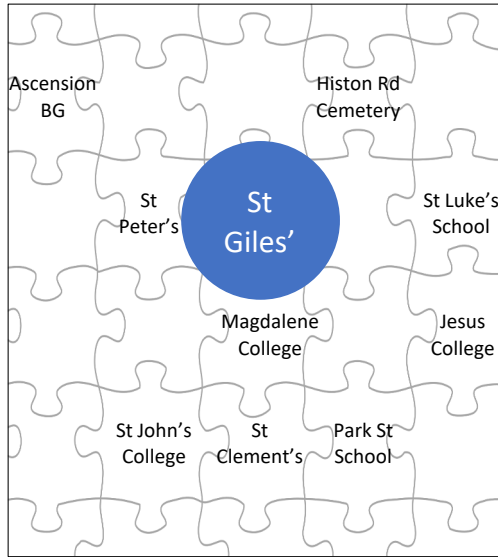 Ascension
BG
Histon Rd
Cemetery
St
Peter's
St
Giles'
St Luke's
School
Magdalene
College
Jesus
College
St John's
College
St
Clement's
Park St
School